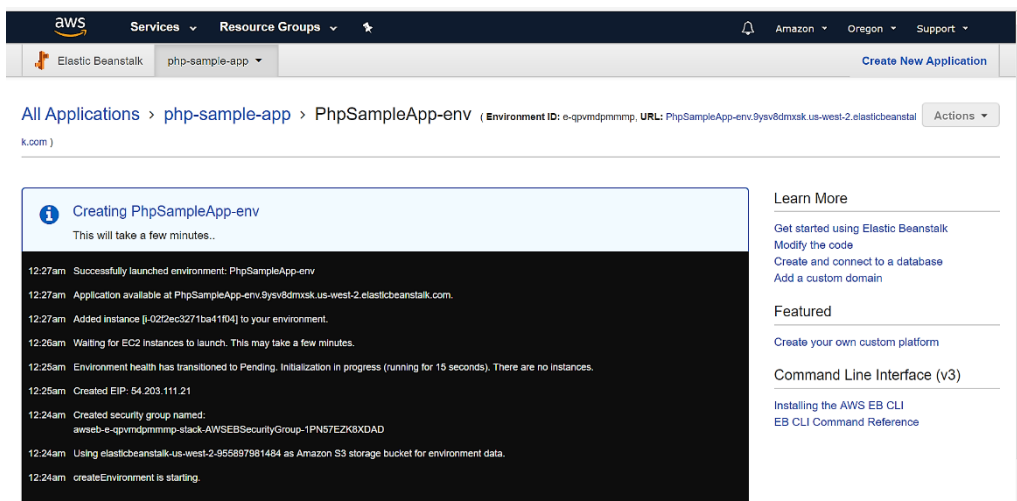 aws
Services
Resource Groups
Amazon
Oregon
Support
Elastic Beanstalk
php-sample-app
Create New Application
All Applications > php-sample-app > PhpSampleApp-env ( Environment ID: e-qpvmdpmmmp, URL: PhpSampleApp-env.9ysv8dmxsk.us-west-2.elasticbeanstal
k.com )
Actions
Creating PhpSampleApp-env
This will take a few minutes..
12:27am Successfully launched environment: PhpSampleApp-env
12:27am Application available at PhpSampleApp-env.9ysv8dmxsk.us-west-2.elasticbeanstalk.com.
12:27am Added instance [i-02f2ec3271ba41f04] to your environment.
12:26am Waiting for EC2 instances to launch. This may take a few minutes.
12:25am Environment health has transitioned to Pending. Initialization in progress (running for 15 seconds). There are no instances.
12:25am Created EIP: 54.203.111.21
12:24am Created security group named:
awseb-e-qpvmdpmmmp-stack-AWSEBSecurityGroup-1PN57EZK8XDAD
12:24am Using elasticbeanstalk-us-west-2-955897981484 as Amazon S3 storage bucket for environment data.
12:24am createEnvironment is starting.
Learn More
Get started using Elastic Beanstalk
Modify the code
Create and connect to a database
Add a custom domain
Featured
Create your own custom platform
Command Line Interface (v3)
Installing the AWS EB CLI
EB CLI Command Reference